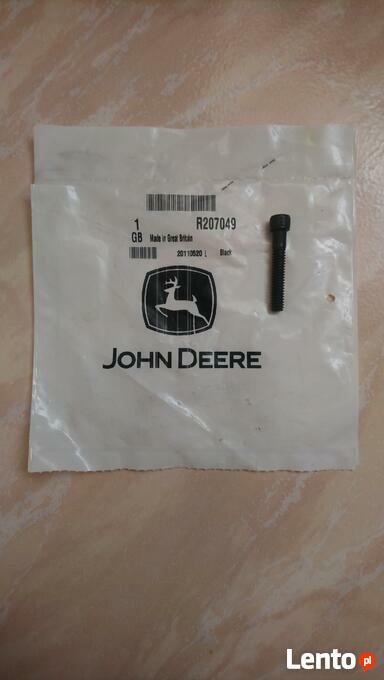 1 R207049
GB Made in Great Britain
20110520 L Black
JOHN DEERE
Lento pl